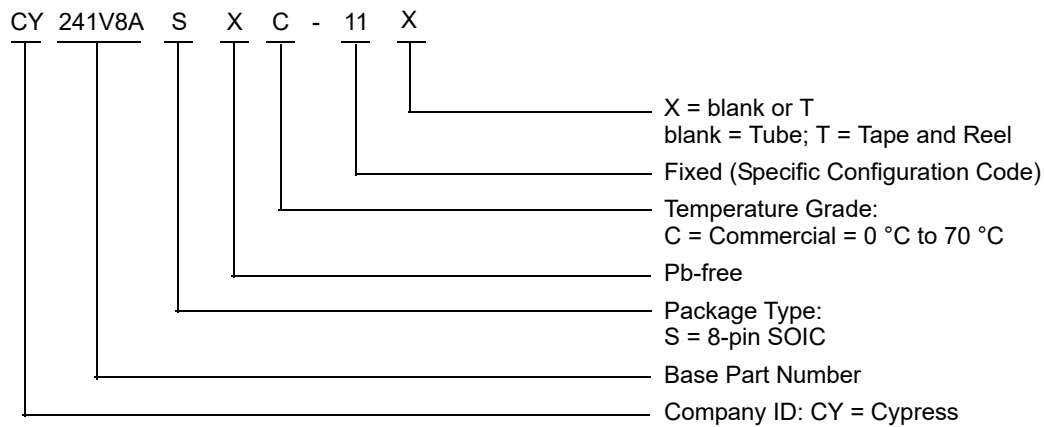 CY 241V8A S X C - 11 X
X = blank or T
blank = Tube; T = Tape and Reel
Fixed (Specific Configuration Code)
Temperature Grade:
C = Commercial = 0 °C to 70 °C
Pb-free
Package Type:
S = 8-pin SOIC
Base Part Number
Company ID: CY = Cypress